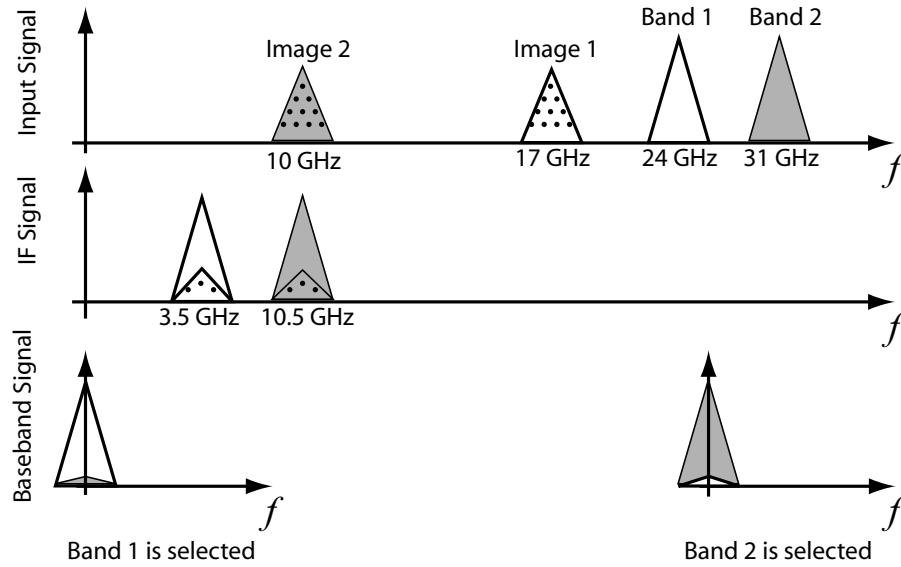 Input Signal
Band 1
Band 2
Image 2
Image 1
10 GHz
17 GHz
24 GHz
31 GHz
f
IF Signal
3.5 GHz
10.5 GHz
f
Baseband Signal
f
f
Band 1 is selected
Band 2 is selected